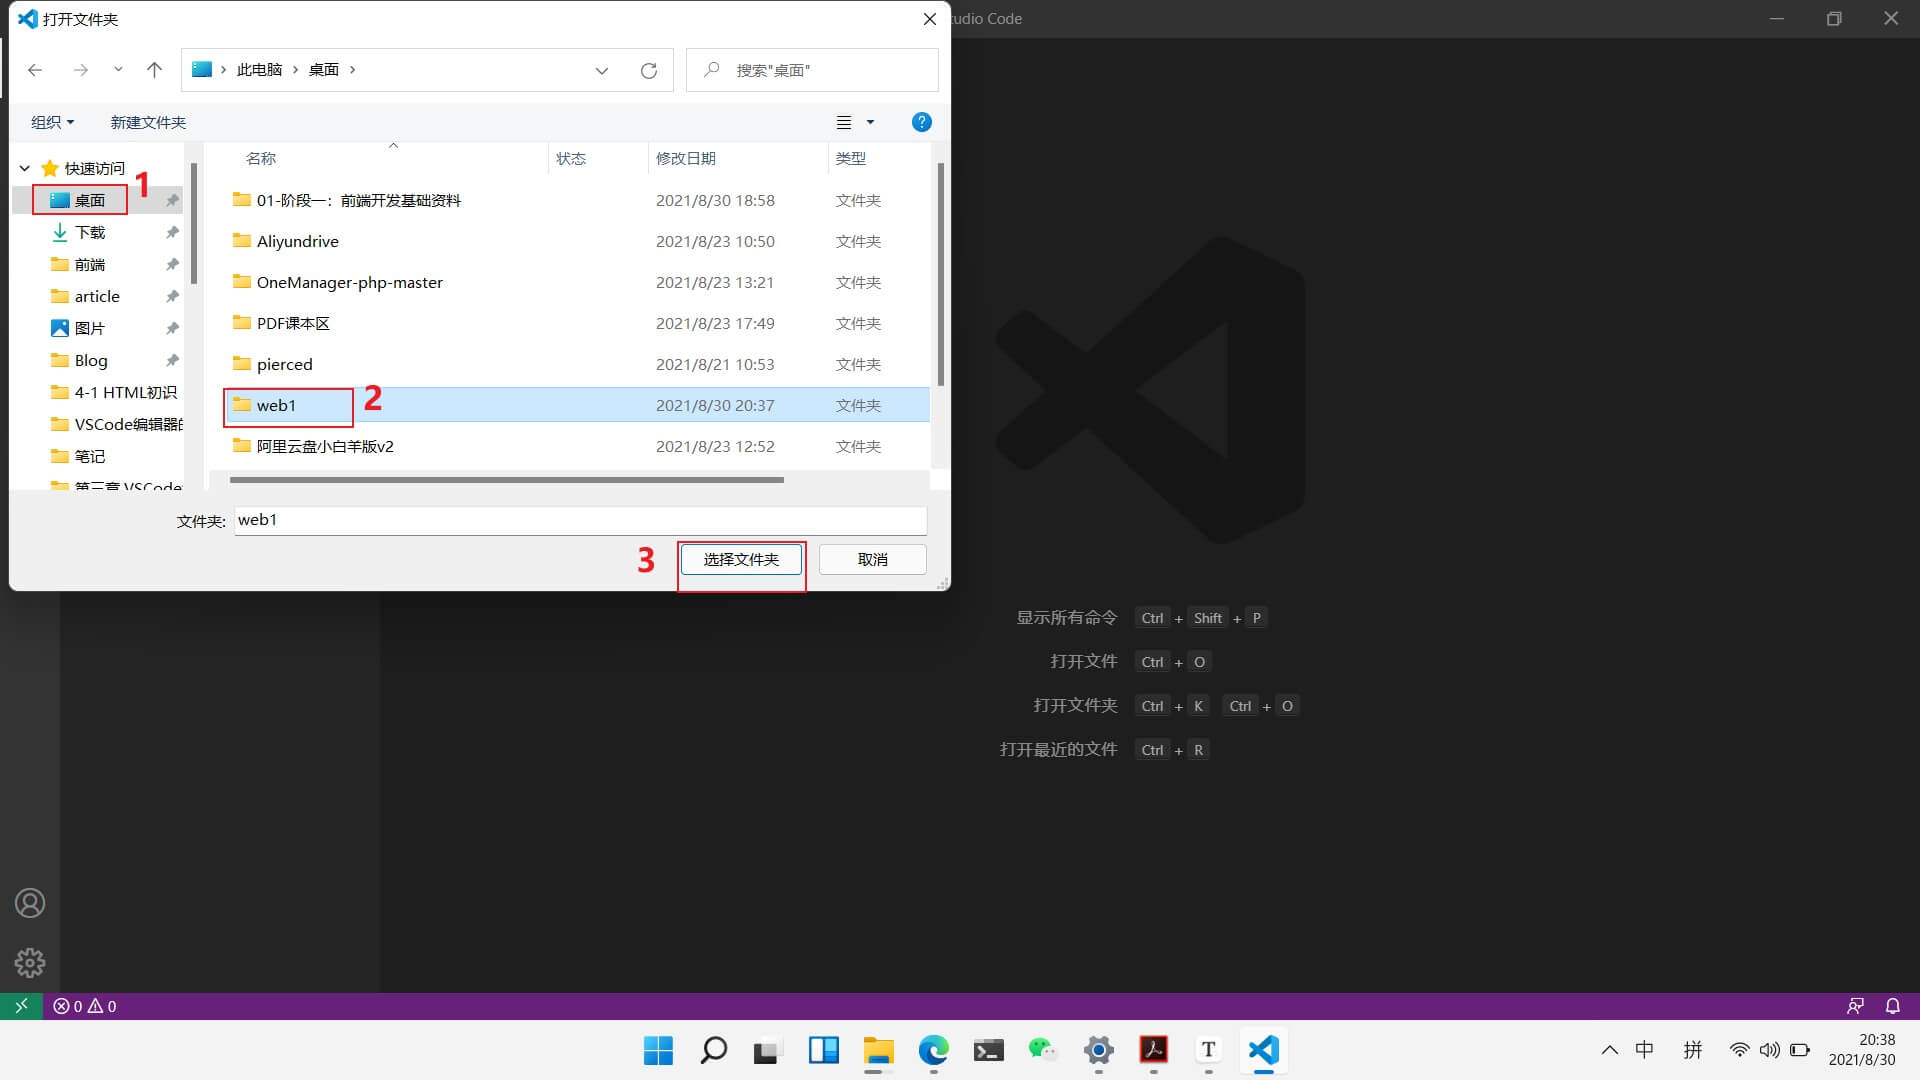 打开文件夹
tudio Code
此电脑 桌面
搜索"桌面"
组织 新建文件夹
?
快速访问
桌面
下载
前端
article
图片
Blog
4-1 HTML初识
VSCode编辑器
笔记
第三章 VSCode
1
名称 状态 修改日期 类型
01-阶段一：前端开发基础资料 2021/8/30 18:58 文件夹
Aliyundrive 2021/8/23 10:50 文件夹
OneManager-php-master 2021/8/23 13:21 文件夹
PDF课本区 2021/8/23 17:49 文件夹
pierced 2021/8/21 10:53 文件夹
web1 2 2021/8/30 20:37 文件夹
阿里云盘小白羊版v2 2021/8/23 12:52 文件夹
文件夹: web1
3 选择文件夹 取消
显示所有命令 Ctrl + Shift + P
打开文件 Ctrl + O
打开文件夹 Ctrl + K Ctrl + O
打开最近的文件 Ctrl + R
0 0
T
中 拼
20:38
2021/8/30